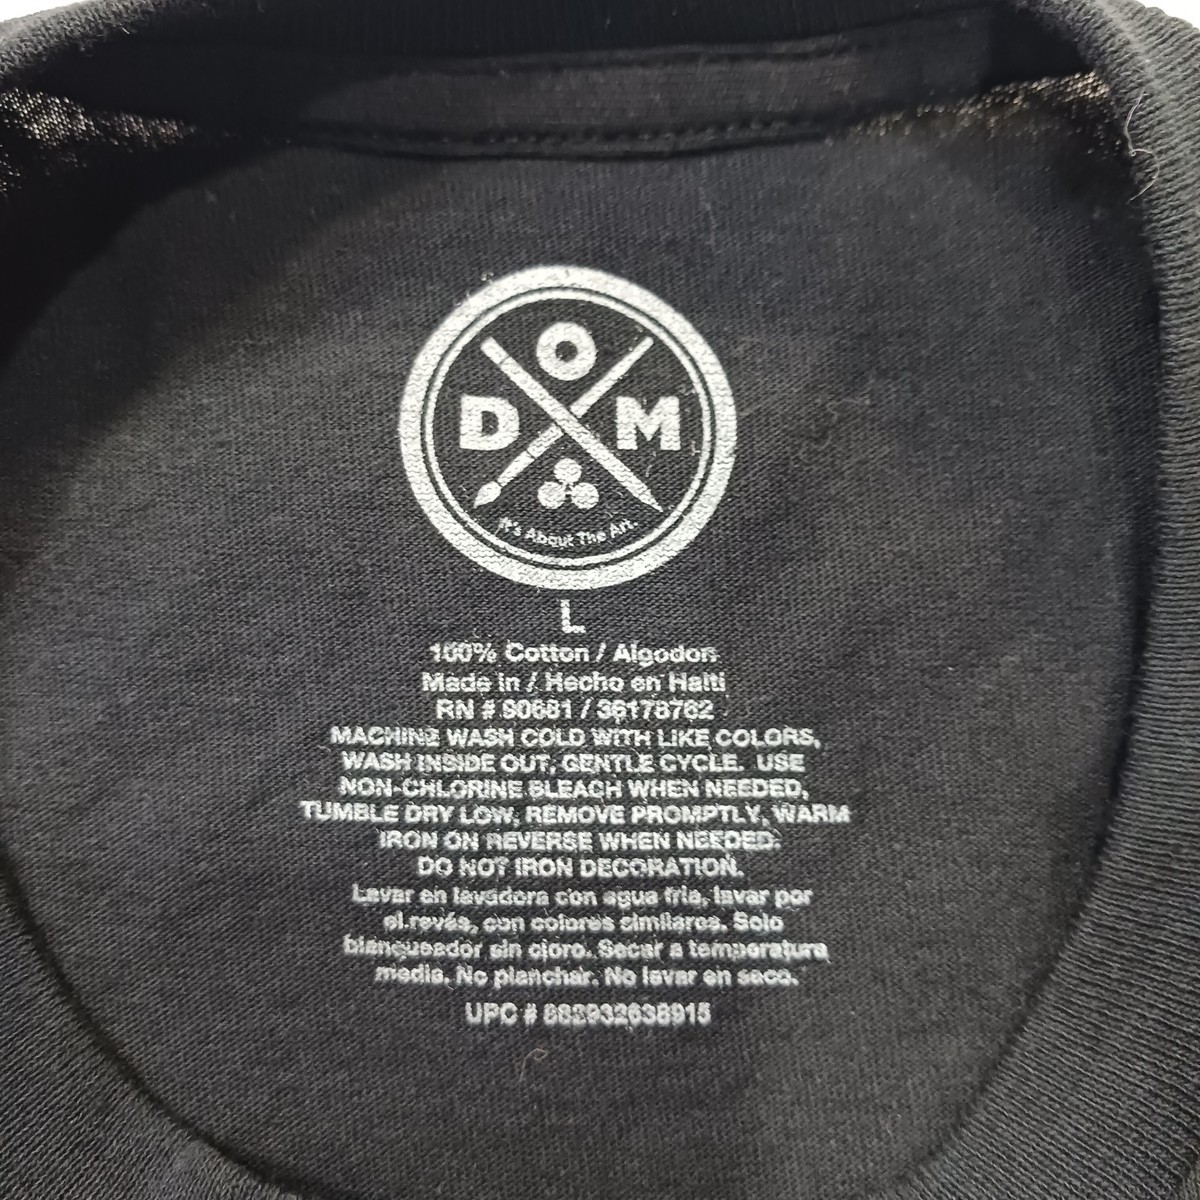 O
D M
It's About The Art.
L
100% Cotton / Algodon
Made in / Hecho en Haiti
RN # 90681 / 36178762
MACHINE WASH COLD WITH LIKE COLORS,
WASH INSIDE OUT, GENTLE CYCLE. USE
NON-CHLORINE BLEACH WHEN NEEDED,
TUMBLE DRY LOW, REMOVE PROMPTLY, WARM
IRON ON REVERSE WHEN NEEDED.
DO NOT IRON DECORATION.
Lavar en lavadora con agua fria, lavar por
el revés, con colores similares. Solo
blanqueador sin cloro. Secar a temperatura
media. No planchar. No lavar en seco.
UPC # 882932638915